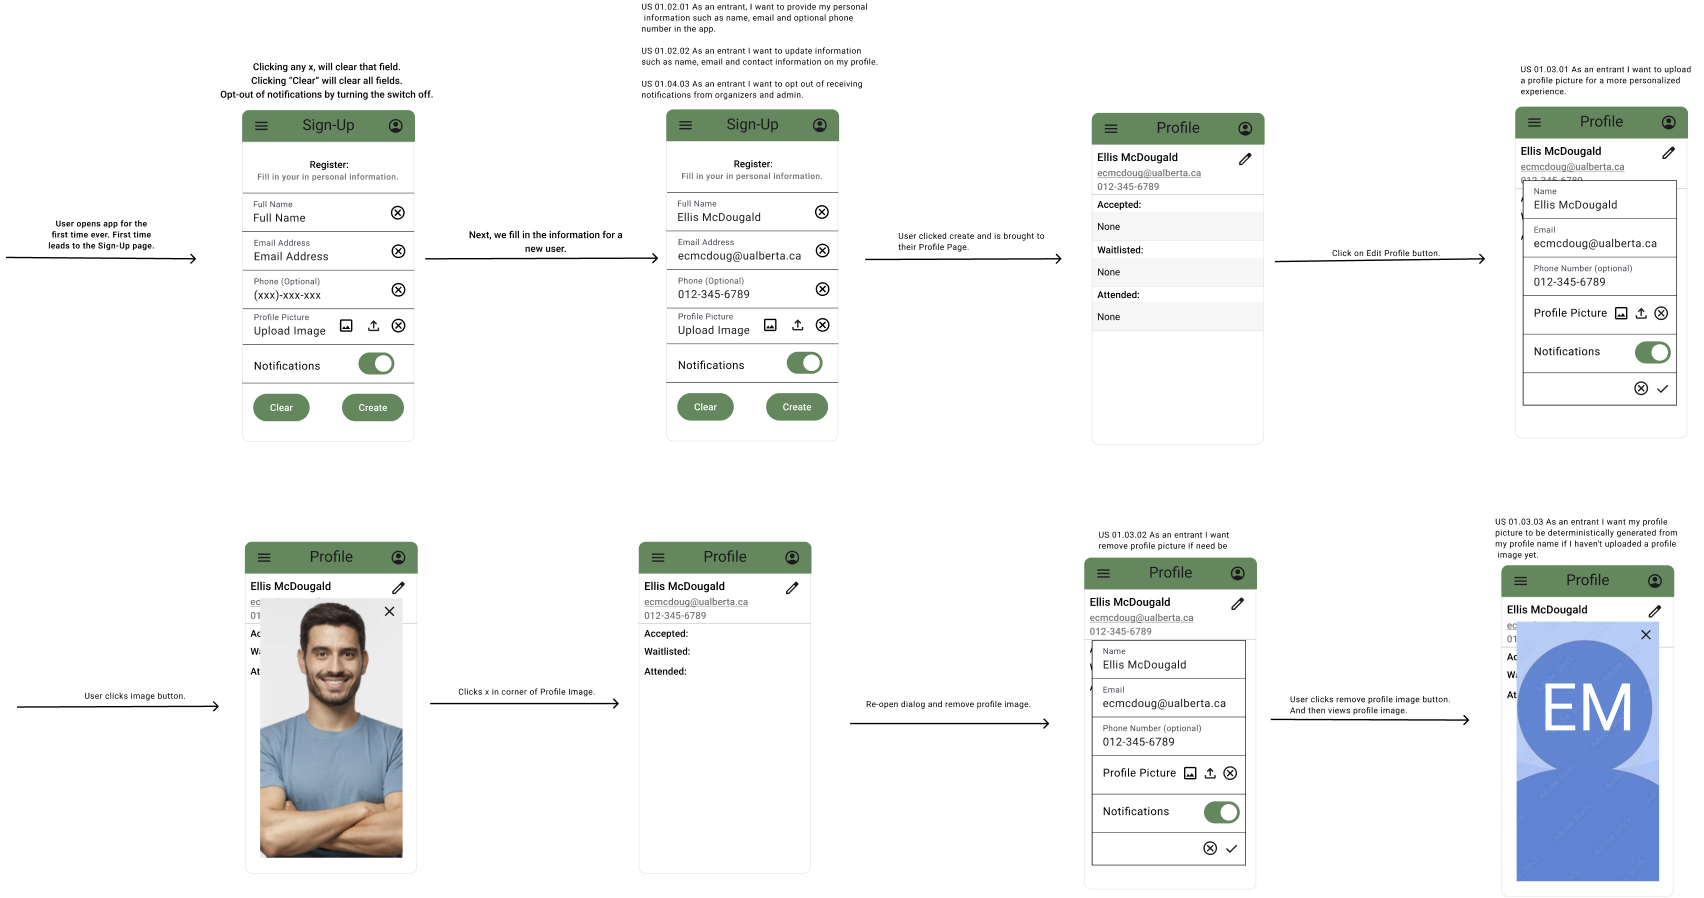 US 01.02.01 As an entrant, I want to provide my personal
information such as name, email and optional phone
number in the app.
US 01.02.02 As an entrant I want to update information
such as name, email and contact information on my profile.
US 01.04.03 As an entrant I want to opt out of receiving
notifications from organizers and admin.
Clicking any x, will clear that field.
Clicking “Clear” will clear all fields.
Opt-out of notifications by turning the switch off.
US 01.03.01 As an entrant I want to upload
a profile picture for a more personalized
experience.
User opens app for the
first time ever. First time
leads to the Sign-Up page.
Sign-Up
Register:
Fill in your in personal information.
Full Name
Full Name
Email Address
Email Address
Phone (Optional)
(xxx)-xxx-xxx
Profile Picture
Upload Image
Notifications
Clear
Create
Next, we fill in the information for a
new user.
Sign-Up
Register:
Fill in your in personal information.
Full Name
Ellis McDougald
Email Address
ecmcdoug@ualberta.ca
Phone (Optional)
012-345-6789
Profile Picture
Upload Image
Notifications
Clear
Create
User clicked create and is brought to
their Profile Page.
Profile
Ellis McDougald
ecmcdoug@ualberta.ca
012-345-6789
Accepted:
None
Waitlisted:
None
Attended:
None
Click on Edit Profile button.
Profile
Ellis McDougald
ecmcdoug@ualberta.ca
012-345-6789
Name
Ellis McDougald
Email
ecmcdoug@ualberta.ca
Phone Number (optional)
012-345-6789
Profile Picture
Notifications
User clicks image button.
Profile
Ellis McDougald
ec
01
Ac
Wa
At
Clicks x in corner of Profile Image.
Profile
Ellis McDougald
ecmcdoug@ualberta.ca
012-345-6789
Accepted:
Waitlisted:
Attended:
Re-open dialog and remove profile image.
US 01.03.02 As an entrant I want
remove profile picture if need be
Profile
Ellis McDougald
ecmcdoug@ualberta.ca
012-345-6789
Name
Ellis McDougald
Email
ecmcdoug@ualberta.ca
Phone Number (optional)
012-345-6789
Profile Picture
Notifications
User clicks remove profile image button.
And then views profile image.
US 01.03.03 As an entrant I want my profile
picture to be deterministically generated from
my profile name if I haven't uploaded a profile
image yet.
Profile
Ellis McDougald
ec
01
Ac
Wa
At
EM